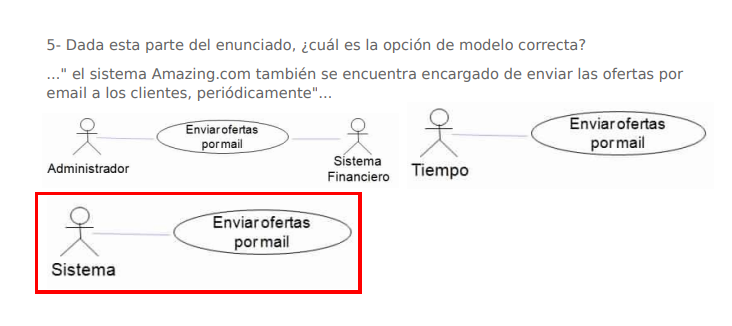 5- Dada esta parte del enunciado, ¿cuál es la opción de modelo correcta?
..." el sistema Amazing.com también se encuentra encargado de enviar las ofertas por
email a los clientes, periódicamente"...
Enviar ofertas
por mail
Administrador
Sistema
Financiero
Enviar ofertas
por mail
Tiempo
Enviar ofertas
por mail
Sistema